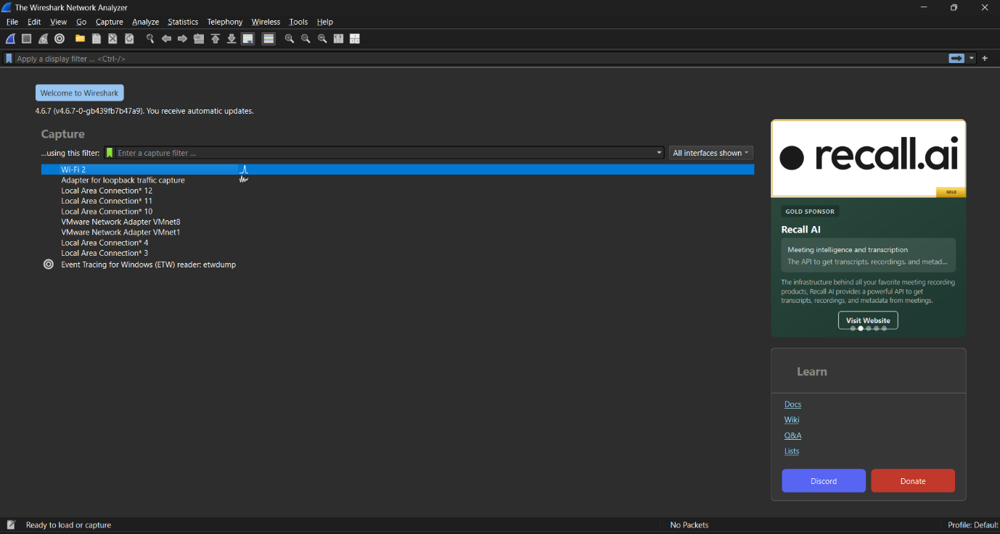 The Wireshark Network Analyzer
File Edit View Go Capture Analyze Statistics Telephony Wireless Tools Help
Apply a display filter ... <Ctrl-/>
Welcome to Wireshark
4.6.7 (v4.6.7-0-gb439fb7b47a9). You receive automatic updates.
Capture
...using this filter: Enter a capture filter ... All interfaces shown
Wi-Fi 2
Adapter for loopback traffic capture
Local Area Connection* 12
Local Area Connection* 11
Local Area Connection* 10
VMware Network Adapter VMnet8
VMware Network Adapter VMnet1
Local Area Connection* 4
Local Area Connection* 3
Event Tracing for Windows (ETW) reader: etwdump
recall.ai
GOLD
GOLD SPONSOR
Recall AI
Meeting intelligence and transcription
The API to get transcripts, recordings, and metad...
The infrastructure behind all your favorite meeting recording
products, Recall AI provides a powerful API to get
transcripts, recordings, and metadata from meetings.
Visit Website
Learn
Docs
Wiki
Q&A
Lists
Discord Donate
Ready to load or capture No Packets Profile: Default